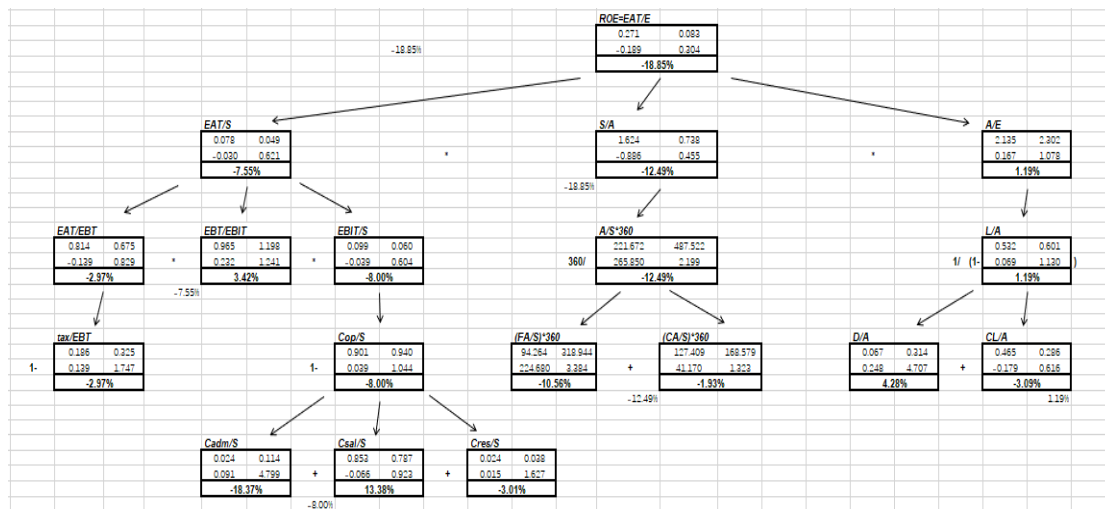 ROE=EAT/E
0.271 0.083
-18.85% -0.189 0.304
-18.85%
EAT/S S/A A/E
0.078 0.049 1.624 0.738 2.135 2.302
-0.030 0.621 * -0.886 0.455 * 0.167 1.078
-7.55% -12.49% 1.19%
-18.85%
EAT/EBT EBT/EBIT EBIT/S A/S*360 L/A
0.814 0.675 0.965 1.198 0.099 0.060 221.672 487.522 0.532 0.601
-0.139 0.829 * 0.232 1.241 * -0.039 0.604 360/ 265.850 2.199 1/ (1- 0.069 1.130 )
-2.97% 3.42% -8.00% -12.49% 1.19%
-7.55%
tax/EBT Cop/S (FA/S)*360 (CA/S)*360 D/A CL/A
0.186 0.325 0.901 0.940 94.264 318.944 127.409 168.579 0.067 0.314 0.465 0.286
1- 0.139 1.747 1- 0.039 1.044 224.680 3.384 + 41.170 1.323 0.248 4.707 + -0.179 0.616
-2.97% -8.00% -10.56% -1.93% 4.28% -3.09%
-12.49% 1.19%
Cadm/S Csal/S Cres/S
0.024 0.114 0.853 0.787 0.024 0.038
0.091 4.799 + -0.066 0.923 + 0.015 1.627
-18.37% 13.38% -3.01%
-8.00%